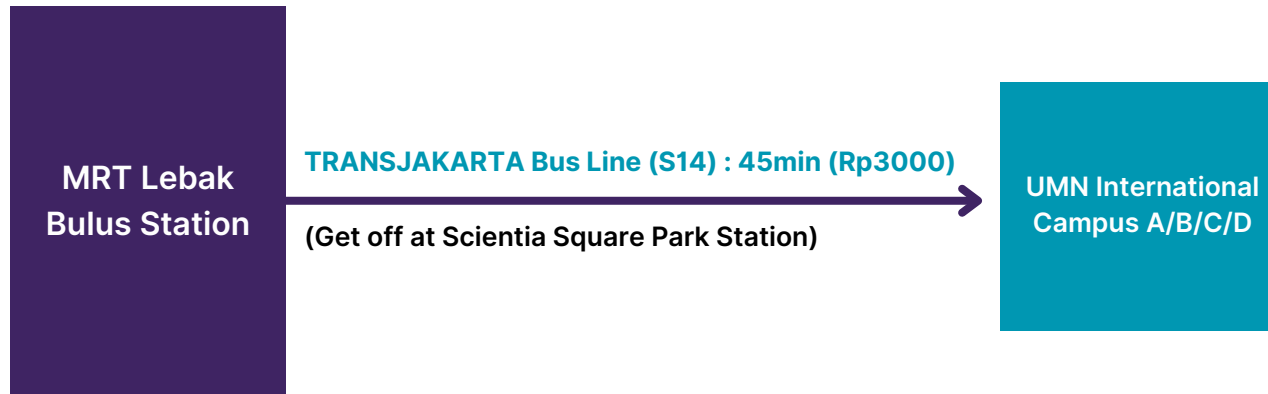 MRT Lebak
Bulus Station
TRANSJAKARTA Bus Line (S14) : 45min (Rp3000)
(Get off at Scientia Square Park Station)
UMN International
Campus A/B/C/D